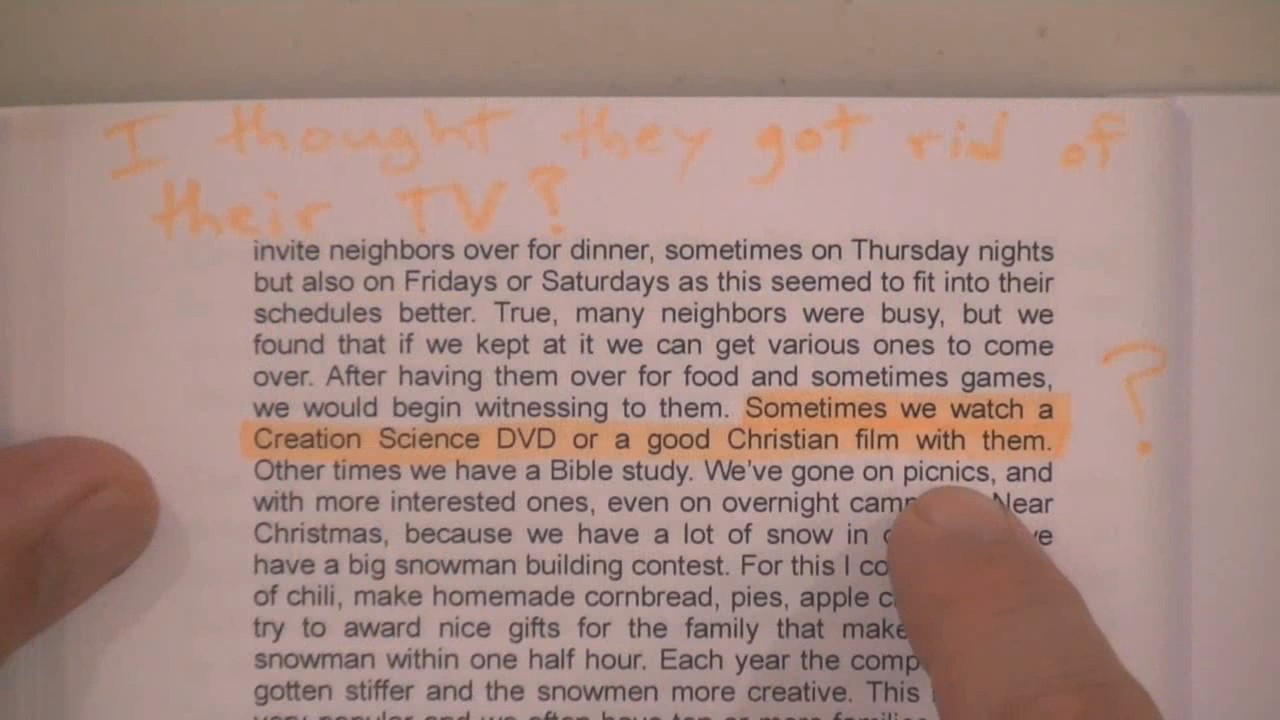 I thought they got rid of
their TV?
invite neighbors over for dinner, sometimes on Thursday nights
but also on Fridays or Saturdays as this seemed to fit into their
schedules better. True, many neighbors were busy, but we
found that if we kept at it we can get various ones to come
over. After having them over for food and sometimes games,
we would begin witnessing to them. Sometimes we watch a
Creation Science DVD or a good Christian film with them.
?
Other times we have a Bible study. We've gone on picnics, and
with more interested ones, even on overnight Near
Christmas, because we have a lot of snow in
have a big snowman building contest. For this I
of chili, make homemade cornbread, pies, apple
try to award nice gifts for the family that
snowman within one half hour. Each year the
gotten stiffer and the snowmen more creative. This